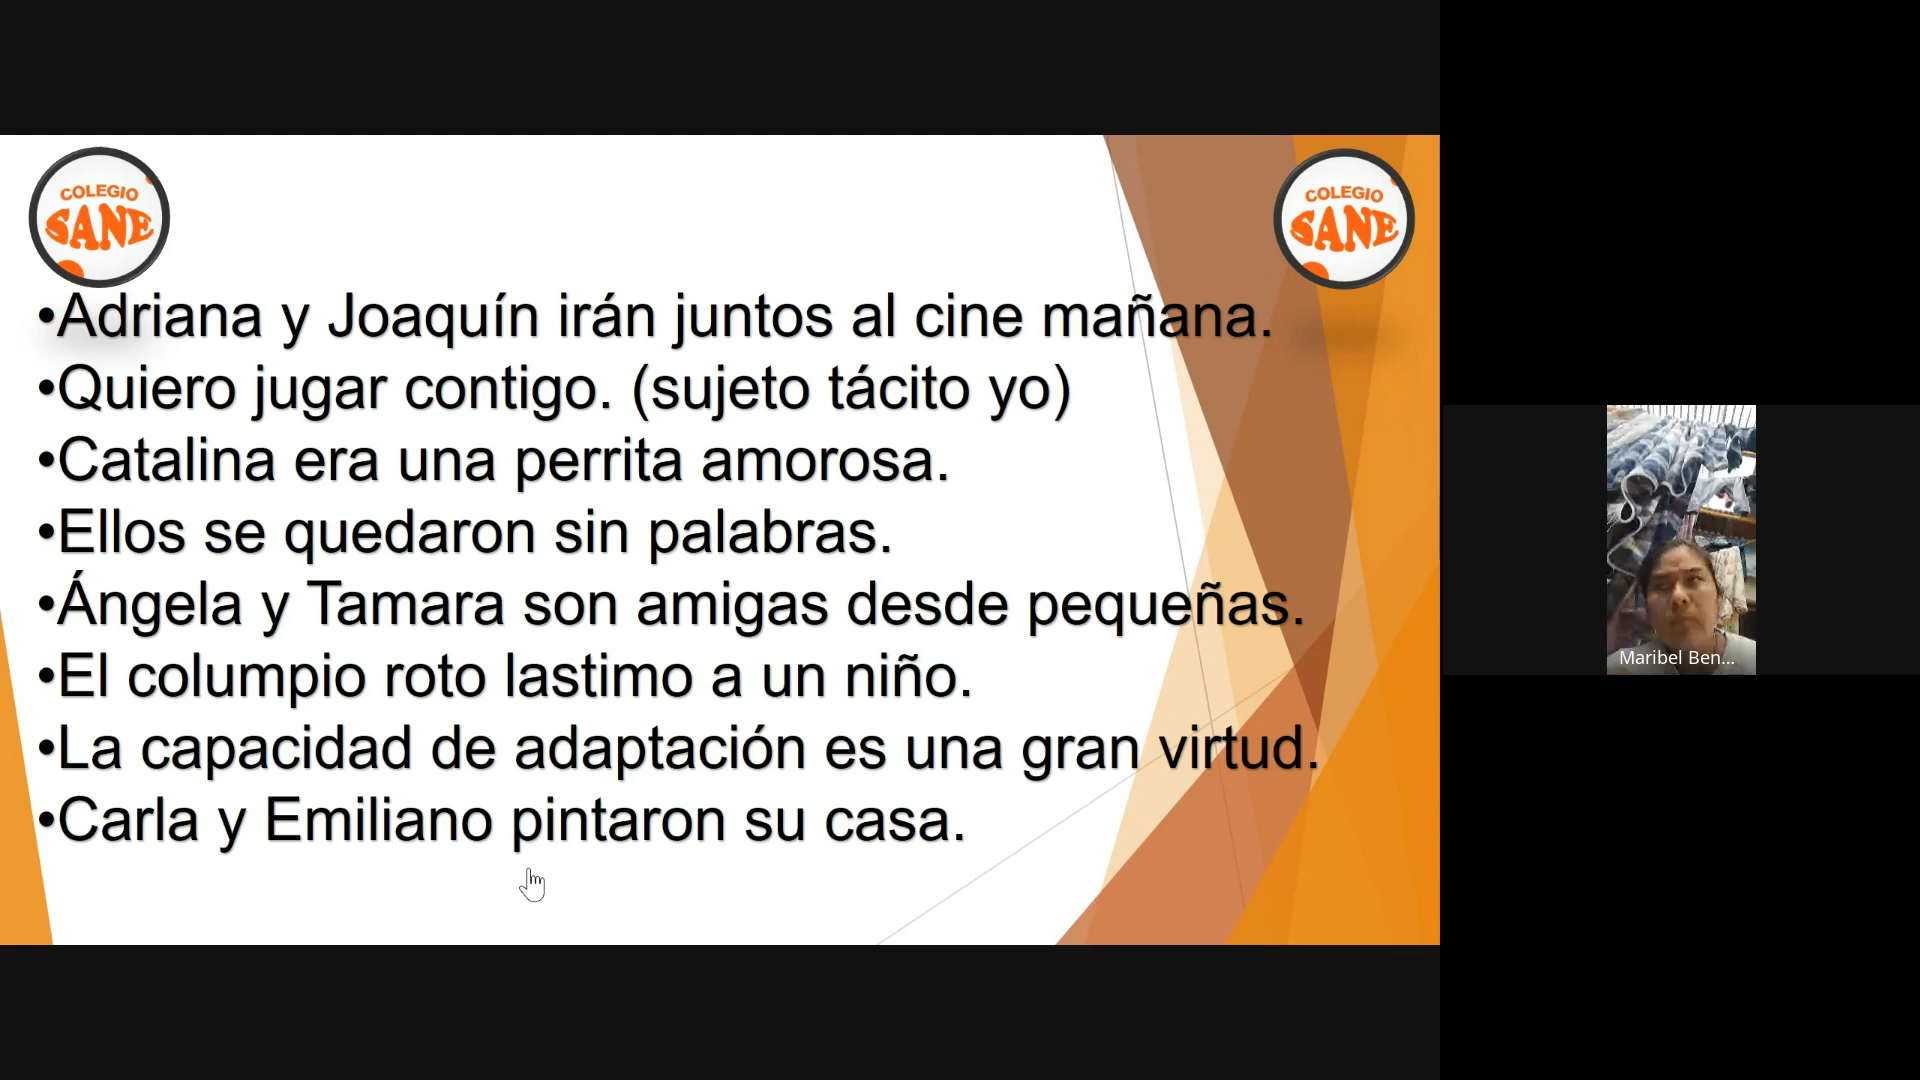 COLEGIO
SANE
COLEGIO
SANE
•Adriana y Joaquín irán juntos al cine mañana.
•Quiero jugar contigo. (sujeto tácito yo)
•Catalina era una perrita amorosa.
•Ellos se quedaron sin palabras.
•Ángela y Tamara son amigas desde pequeñas.
•El columpio roto lastimo a un niño.
•La capacidad de adaptación es una gran virtud.
•Carla y Emiliano pintaron su casa.
Maribel Ben...